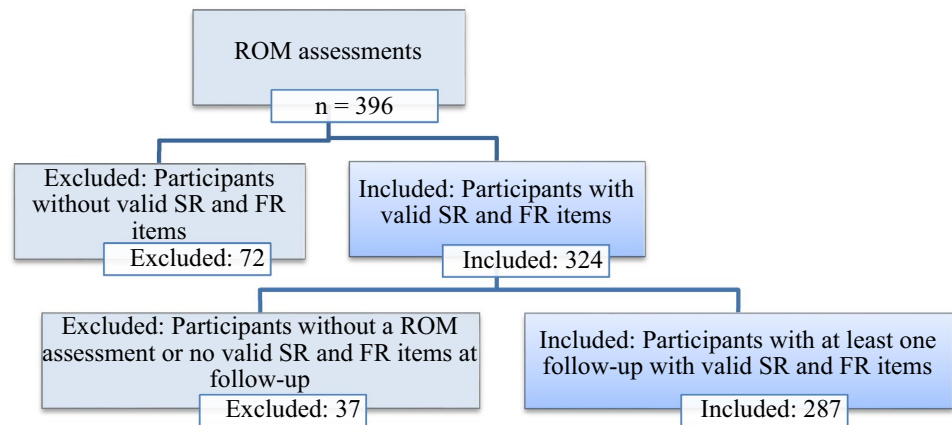 ROM assessments
n = 396
Excluded: Participants
without valid SR and FR
items
Excluded: 72
Included: Participants with
valid SR and FR items
Included: 324
Excluded: Participants without a ROM
assessment or no valid SR and FR items at
follow-up
Excluded: 37
Included: Participants with at least one
follow-up with valid SR and FR items
Included: 287